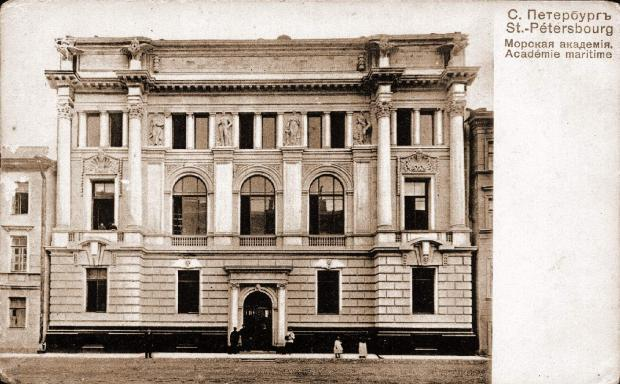 С. Петербургъ
St.-Pétersbourg
Морская академія.
Académie maritime